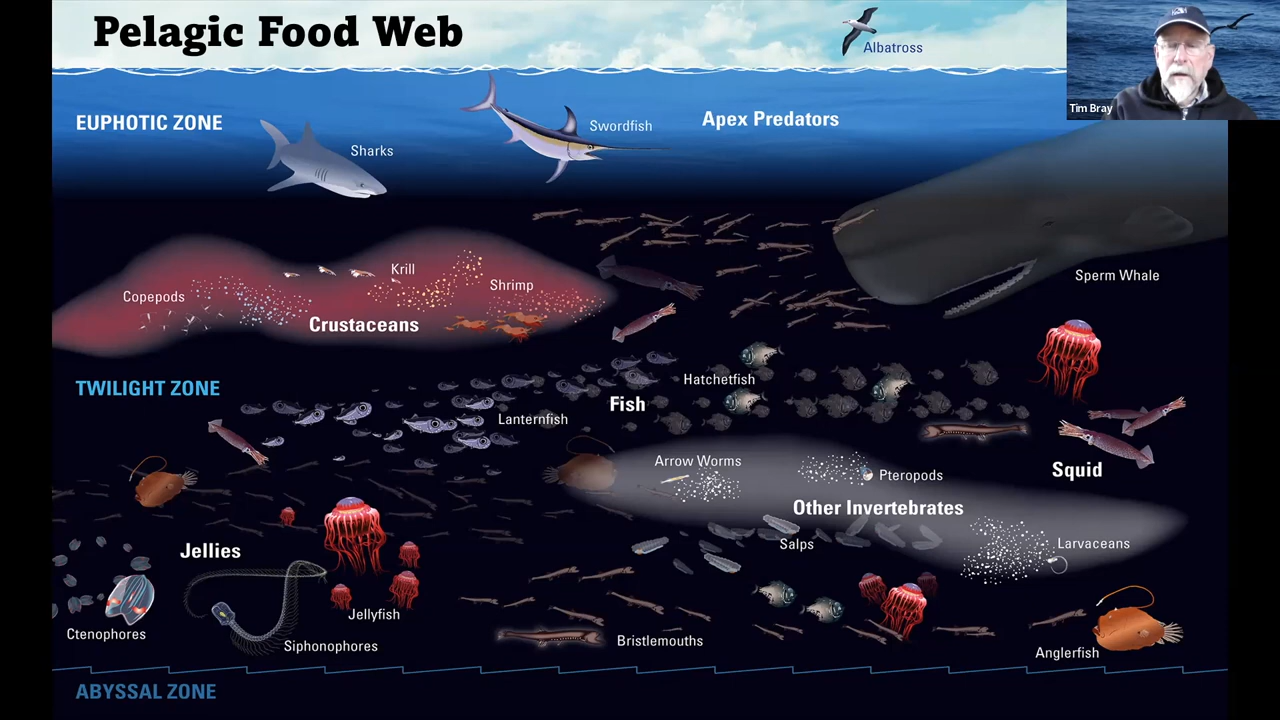 Pelagic Food Web
Albatross
Tim Bray
EUPHOTIC ZONE
Swordfish
Apex Predators
Sharks
Krill
Sperm Whale
Shrimp
Copepods
Crustaceans
TWILIGHT ZONE
Hatchetfish
Fish
Lanternfish
Arrow Worms
Squid
Pteropods
Other Invertebrates
Salps
Larvaceans
Jellies
Jellyfish
Ctenophores
Siphonophores
Bristlemouths
Anglerfish
ABYSSAL ZONE